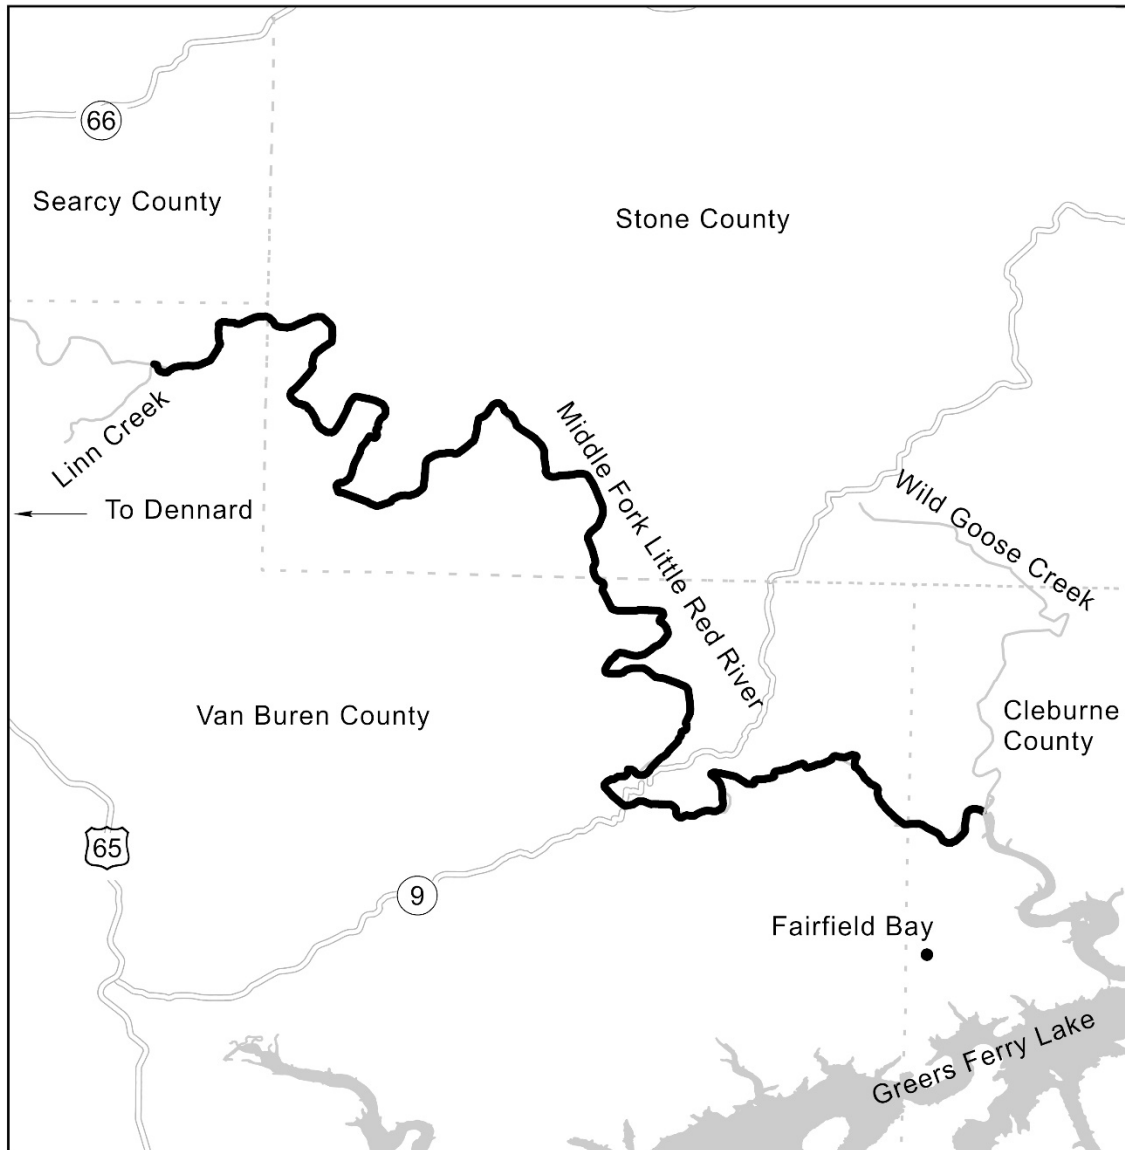 66
Searcy County
Stone County
Linn Creek
Middle Fork Little Red River
Wild Goose Creek
To Dennard
Van Buren County
Cleburne
County
65
9
Fairfield Bay
Greers Ferry Lake